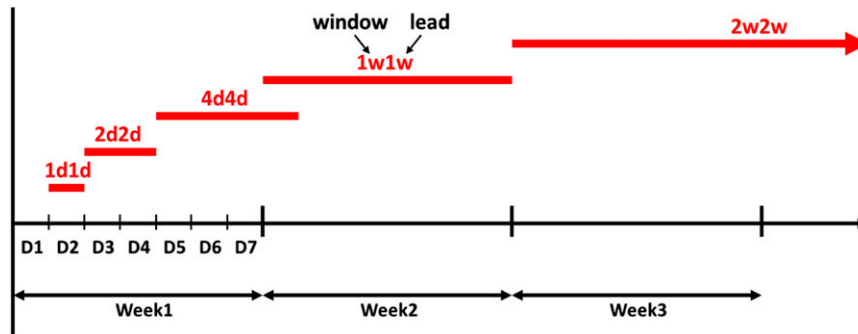 window lead
2w2w
1w1w
4d4d
2d2d
1d1d
D1 D2 D3 D4 D5 D6 D7
Week1 Week2 Week3